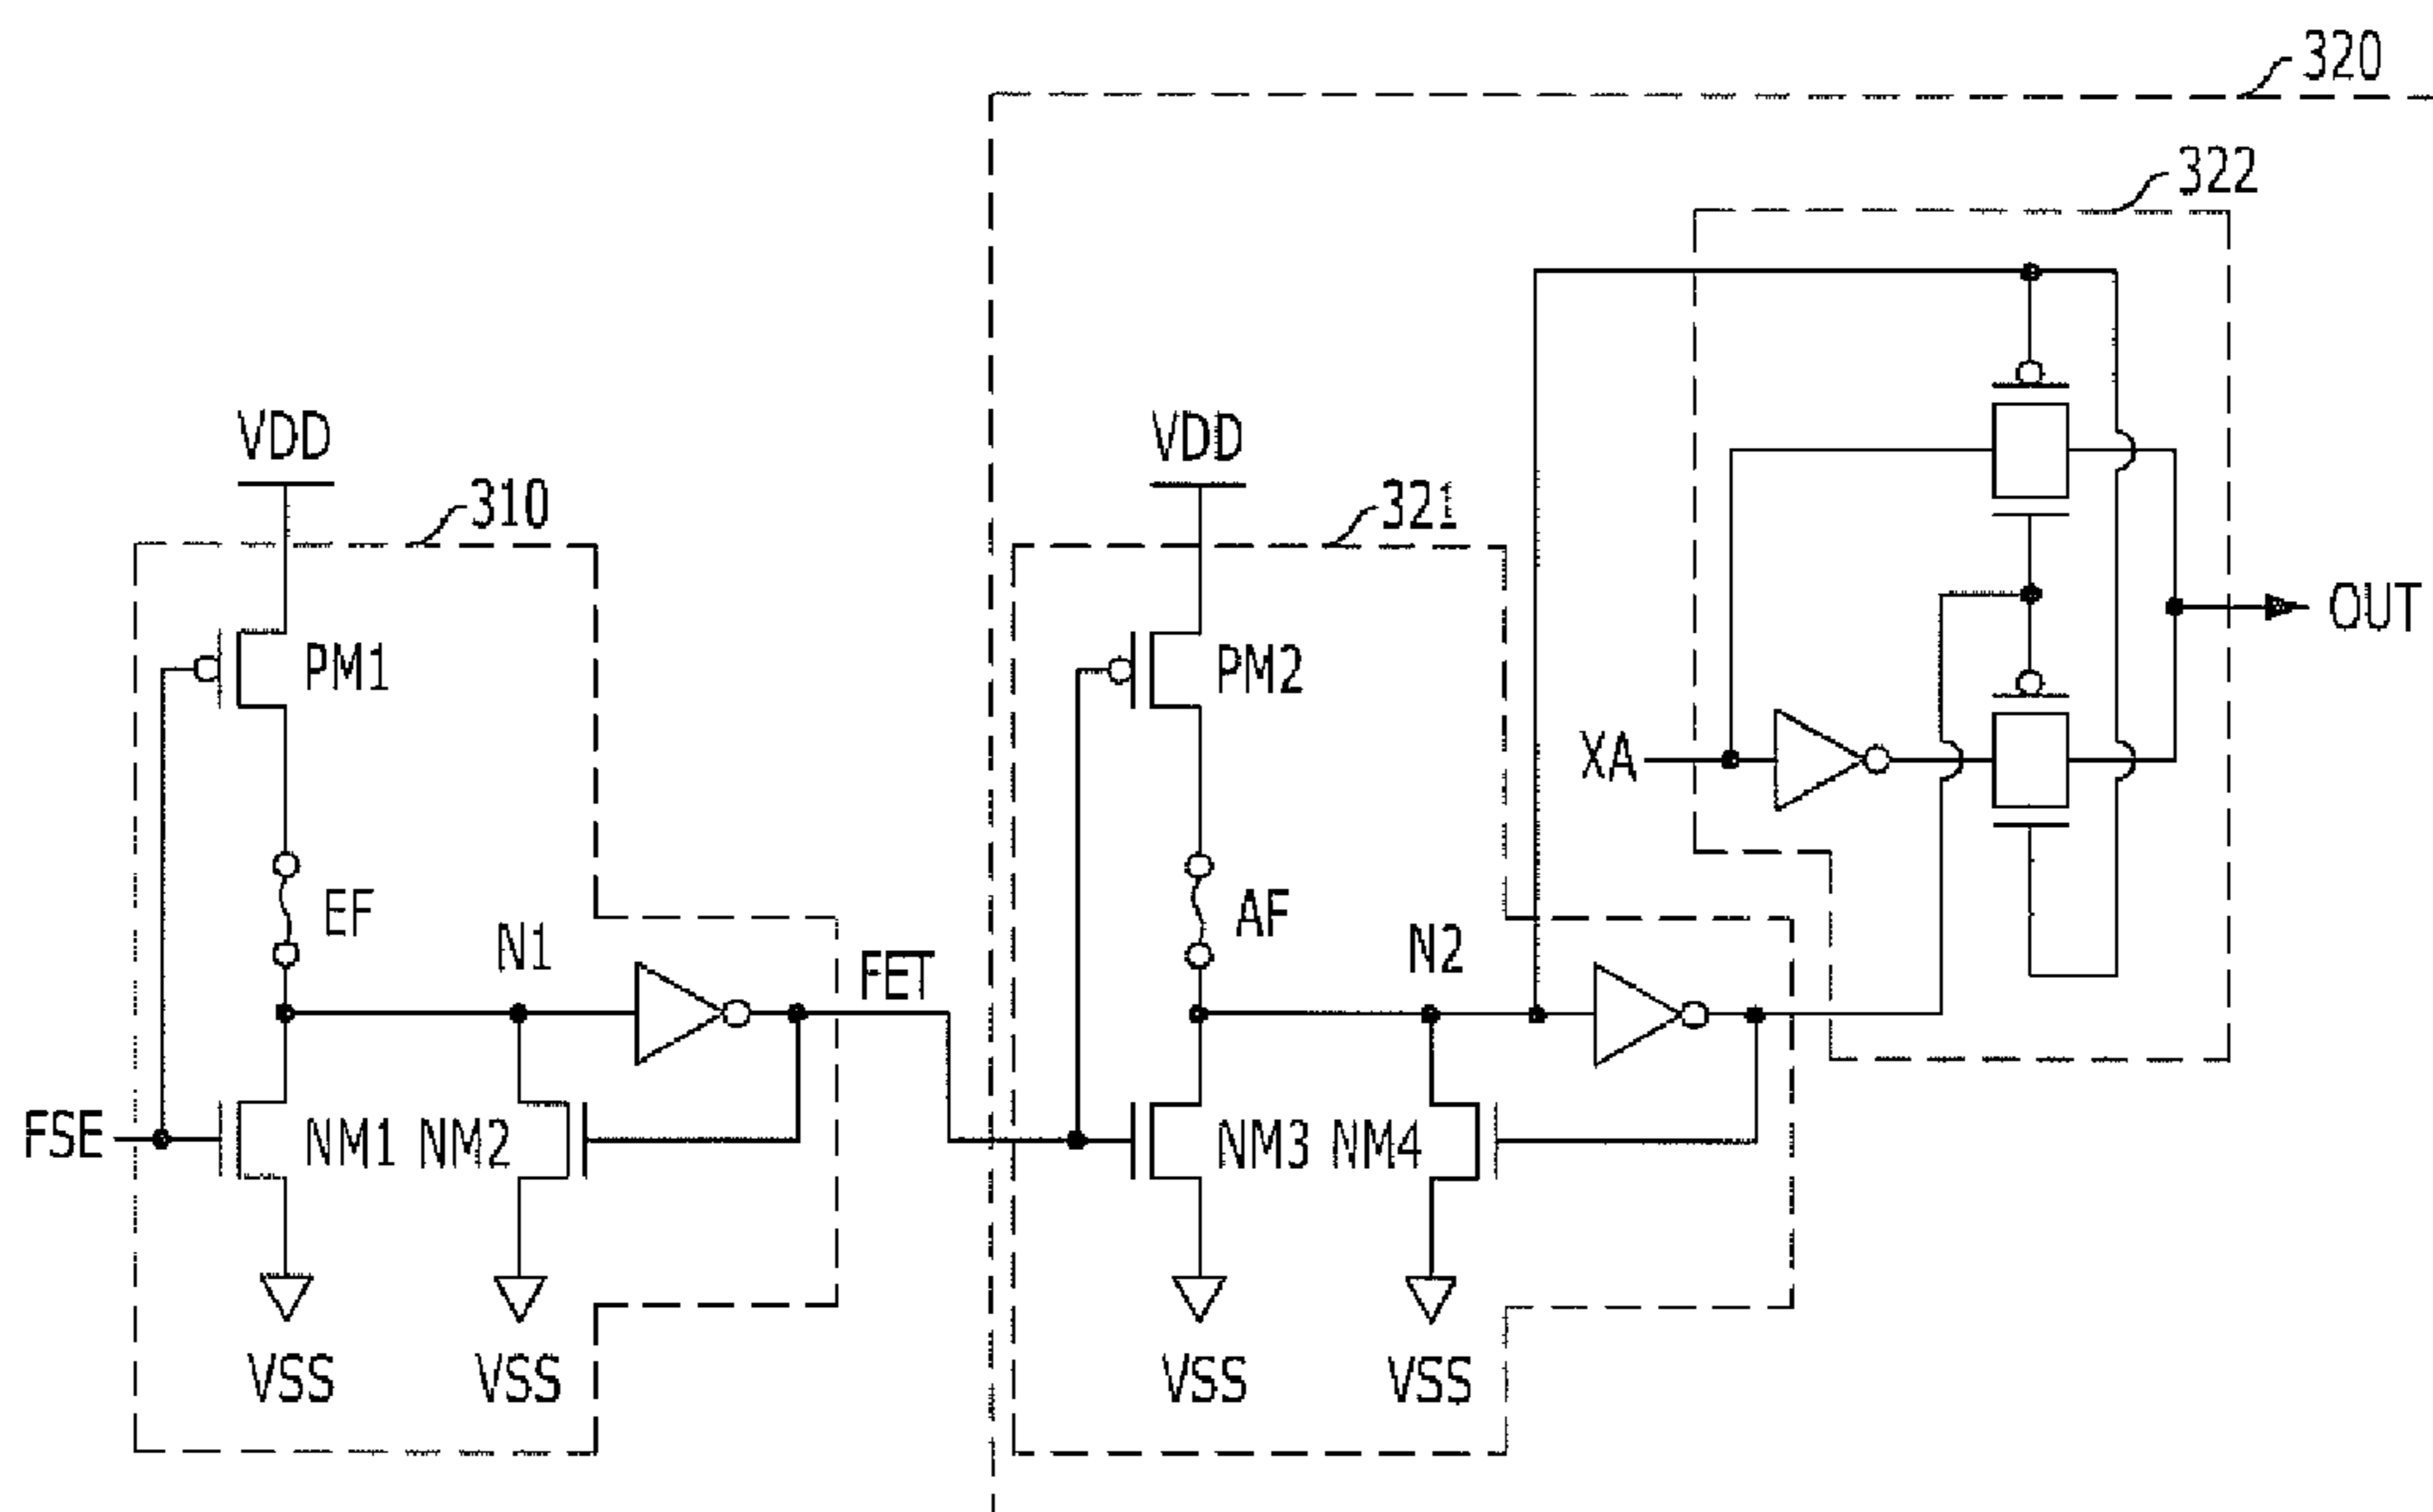 320
322
VDD
310
PM1
EF
N1
FET
FSE
NM1
NM2
VSS
VSS
VDD
321
PM2
AF
N2
NM3
NM4
VSS
VSS
XA
OUT